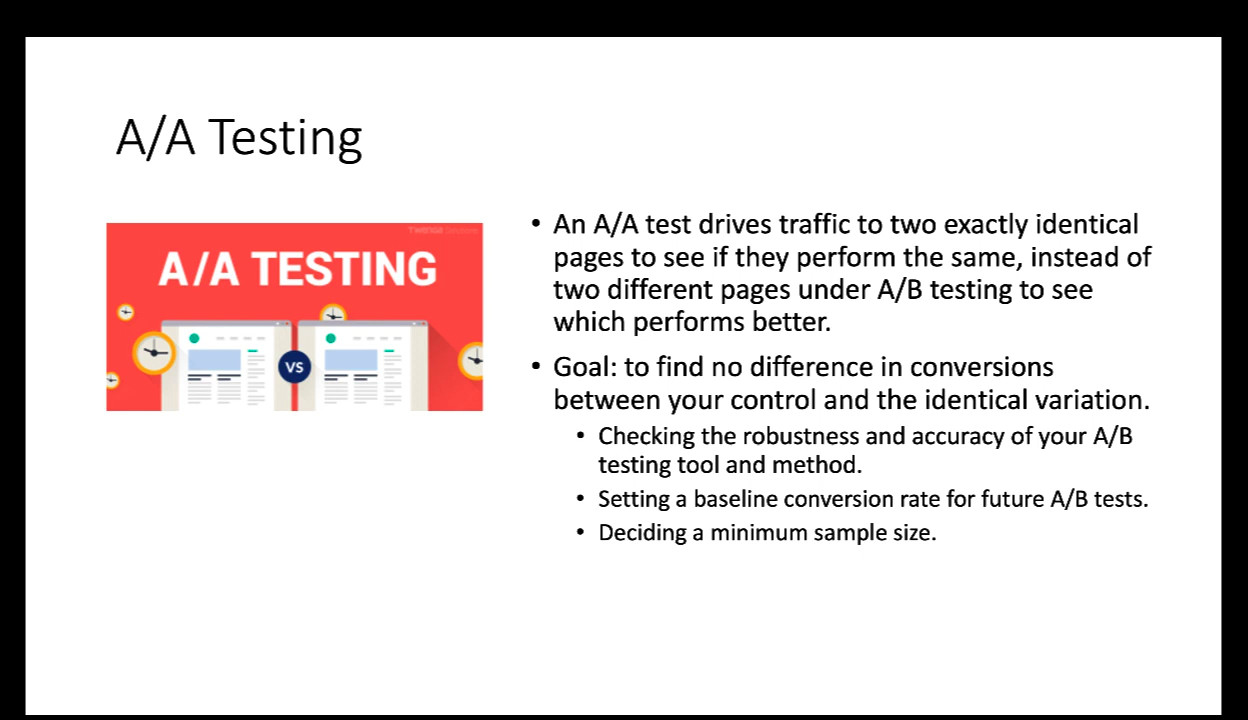 A/A Testing
Twenga Solutions
A/A TESTING
VS
• An A/A test drives traffic to two exactly identical
pages to see if they perform the same, instead of
two different pages under A/B testing to see
which performs better.
• Goal: to find no difference in conversions
between your control and the identical variation.
• Checking the robustness and accuracy of your A/B
testing tool and method.
• Setting a baseline conversion rate for future A/B tests.
• Deciding a minimum sample size.